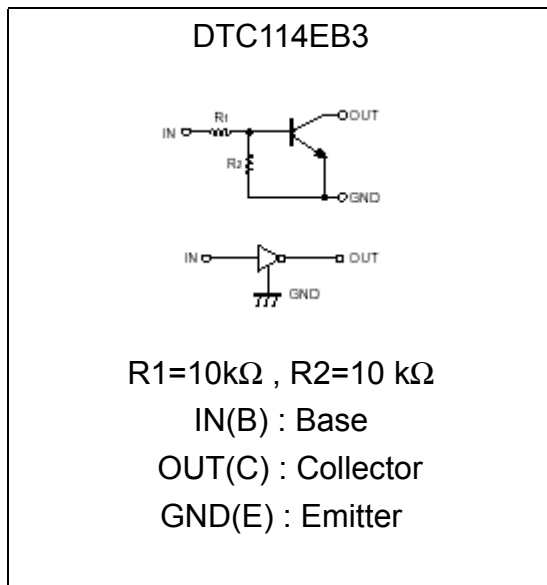 DTC114EB3
R1
OUT
IN
R2
GND
IN
OUT
GND
R1=10kΩ , R2=10 kΩ
IN(B) : Base
OUT(C) : Collector
GND(E) : Emitter